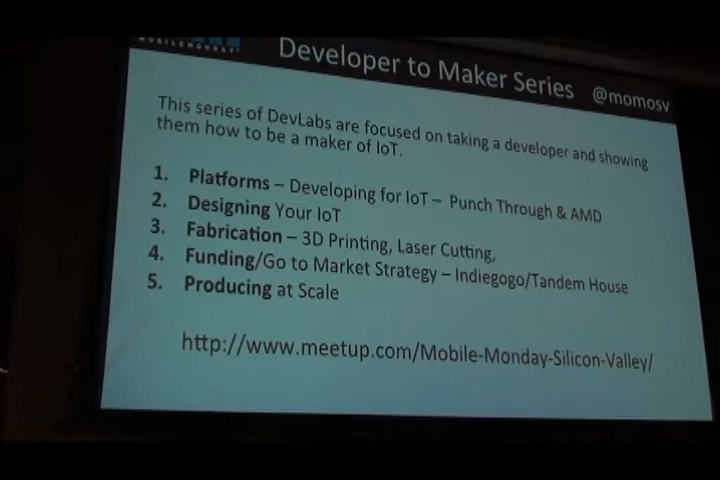 MOBILEMONDAY
Developer to Maker Series @momosv
This series of DevLabs are focused on taking a developer and showing
them how to be a maker of IoT.
1. Platforms – Developing for IoT – Punch Through & AMD
2. Designing Your IoT
3. Fabrication – 3D Printing, Laser Cutting,
4. Funding/Go to Market Strategy – Indiegogo/Tandem House
5. Producing at Scale
http://www.meetup.com/Mobile-Monday-Silicon-Valley/